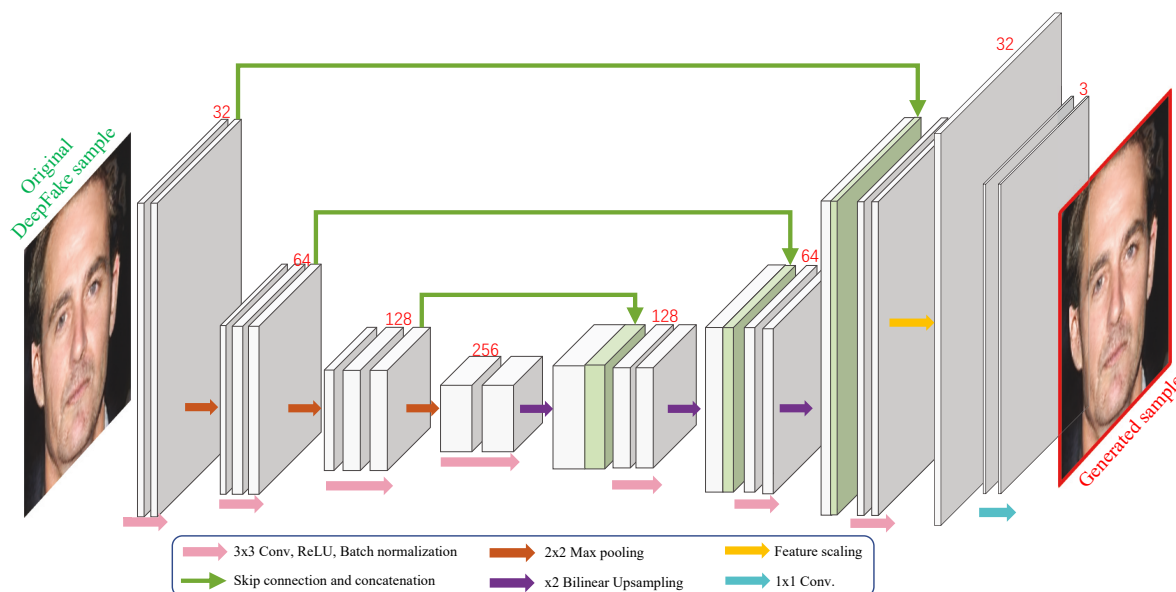 Original
DeepFake sample
32
64
128
256
128
64
32
3
Generated sample
3x3 Conv, ReLU, Batch normalization
2x2 Max pooling
Feature scaling
Skip connection and concatenation
x2 Bilinear Upsampling
1x1 Conv.